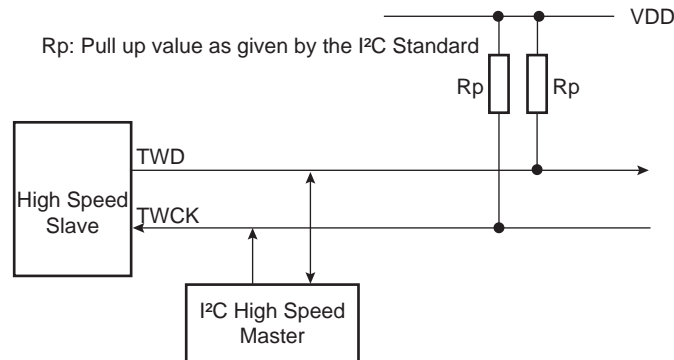 VDD
Rp: Pull up value as given by the I²C Standard
Rp
Rp
TWD
High Speed
Slave
TWCK
I²C High Speed
Master